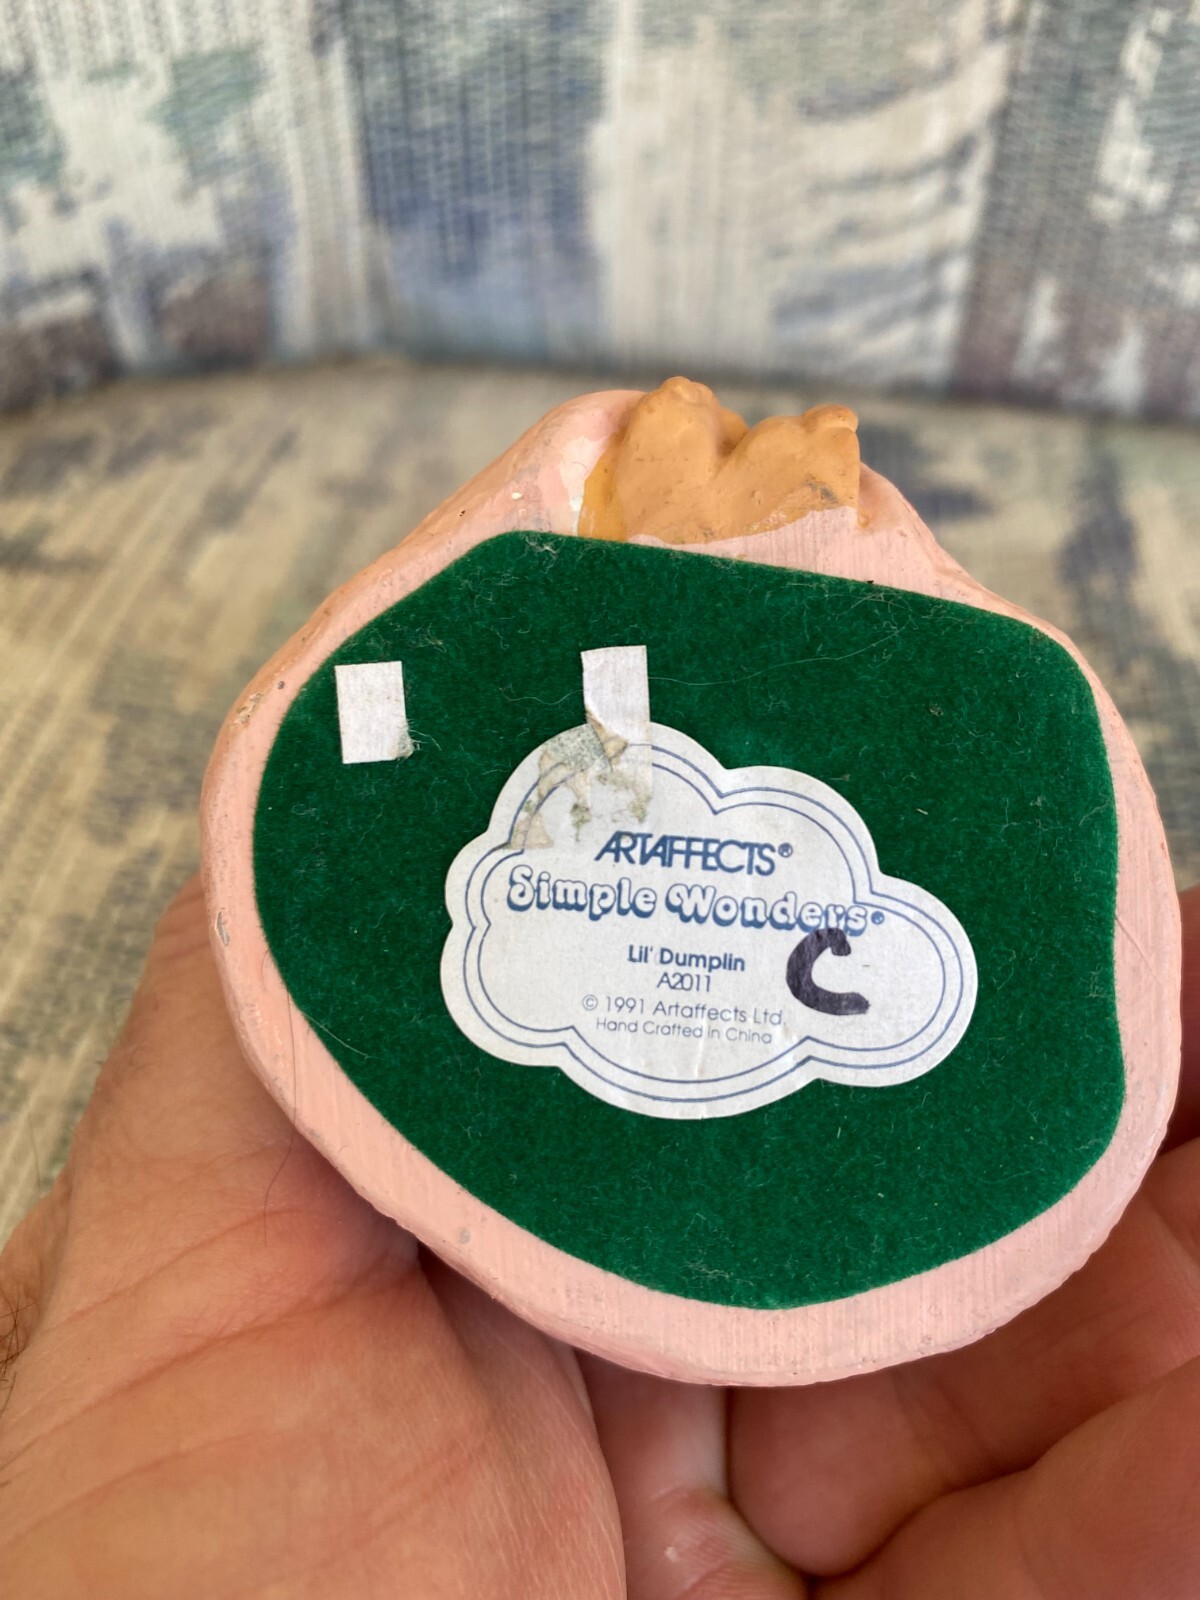 ARTAFFECTS®
Simple Wonders®
Lil' Dumplin
A2011
C
© 1991 Artaffects Ltd.
Hand Crafted in China